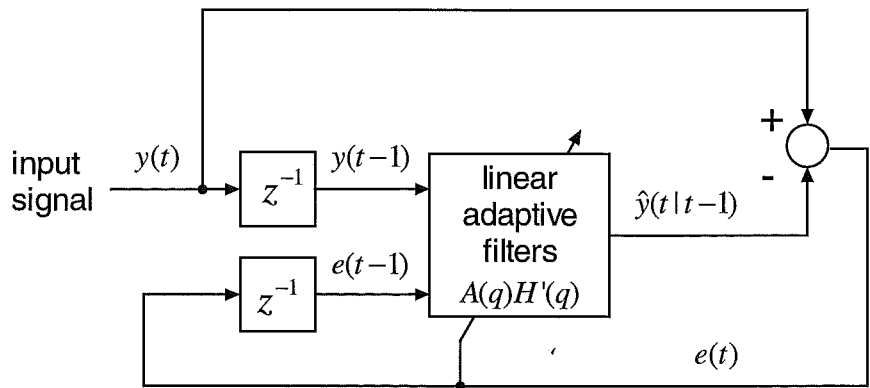 input
signal
y(t)
z⁻¹
y(t−1)
z⁻¹
e(t−1)
linear
adaptive
filters
A(q)H'(q)
ŷ(t|t−1)
+
-
e(t)